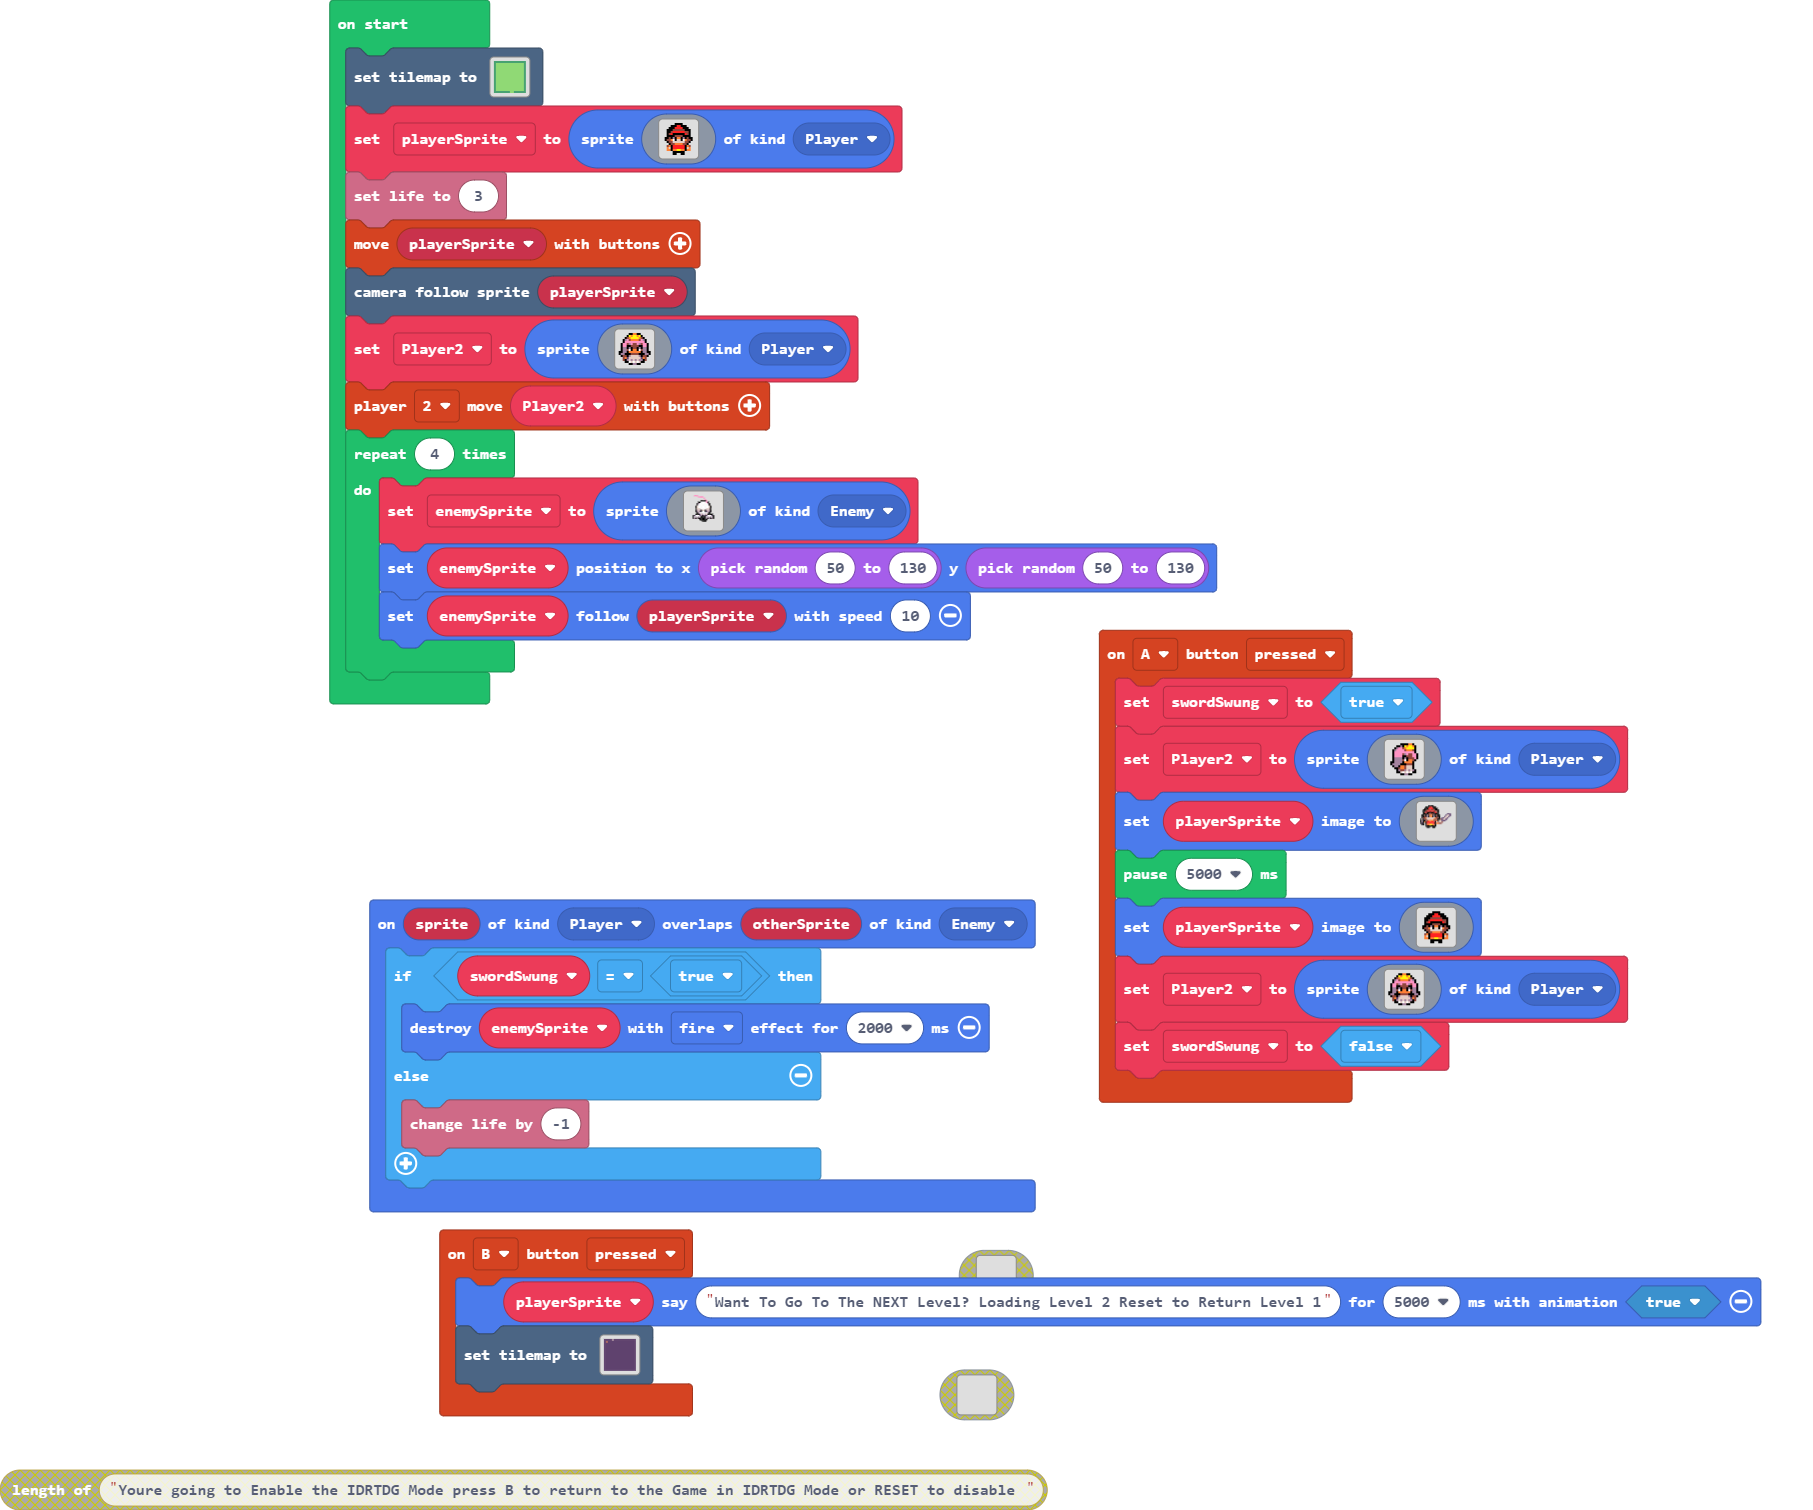 on start
set tilemap to
set playerSprite to sprite of kind Player
set life to 3
move playerSprite with buttons
camera follow sprite playerSprite
set Player2 to sprite of kind Player
player 2 move Player2 with buttons
repeat 4 times
do
set enemySprite to sprite of kind Enemy
set enemySprite position to x pick random 50 to 130 y pick random 50 to 130
set enemySprite follow playerSprite with speed 10
on A button pressed
set swordSwung to true
set Player2 to sprite of kind Player
set playerSprite image to
pause 5000 ms
set playerSprite image to
set Player2 to sprite of kind Player
set swordSwung to false
on sprite of kind Player overlaps otherSprite of kind Enemy
if swordSwung = true then
destroy enemySprite with fire effect for 2000 ms
else
change life by -1
on B button pressed
playerSprite say "Want To Go To The NEXT Level? Loading Level 2 Reset to Return Level 1" for 5000 ms with animation true
set tilemap to
length of "Youre going to Enable the IDRTDG Mode press B to return to the Game in IDRTDG Mode or RESET to disable "